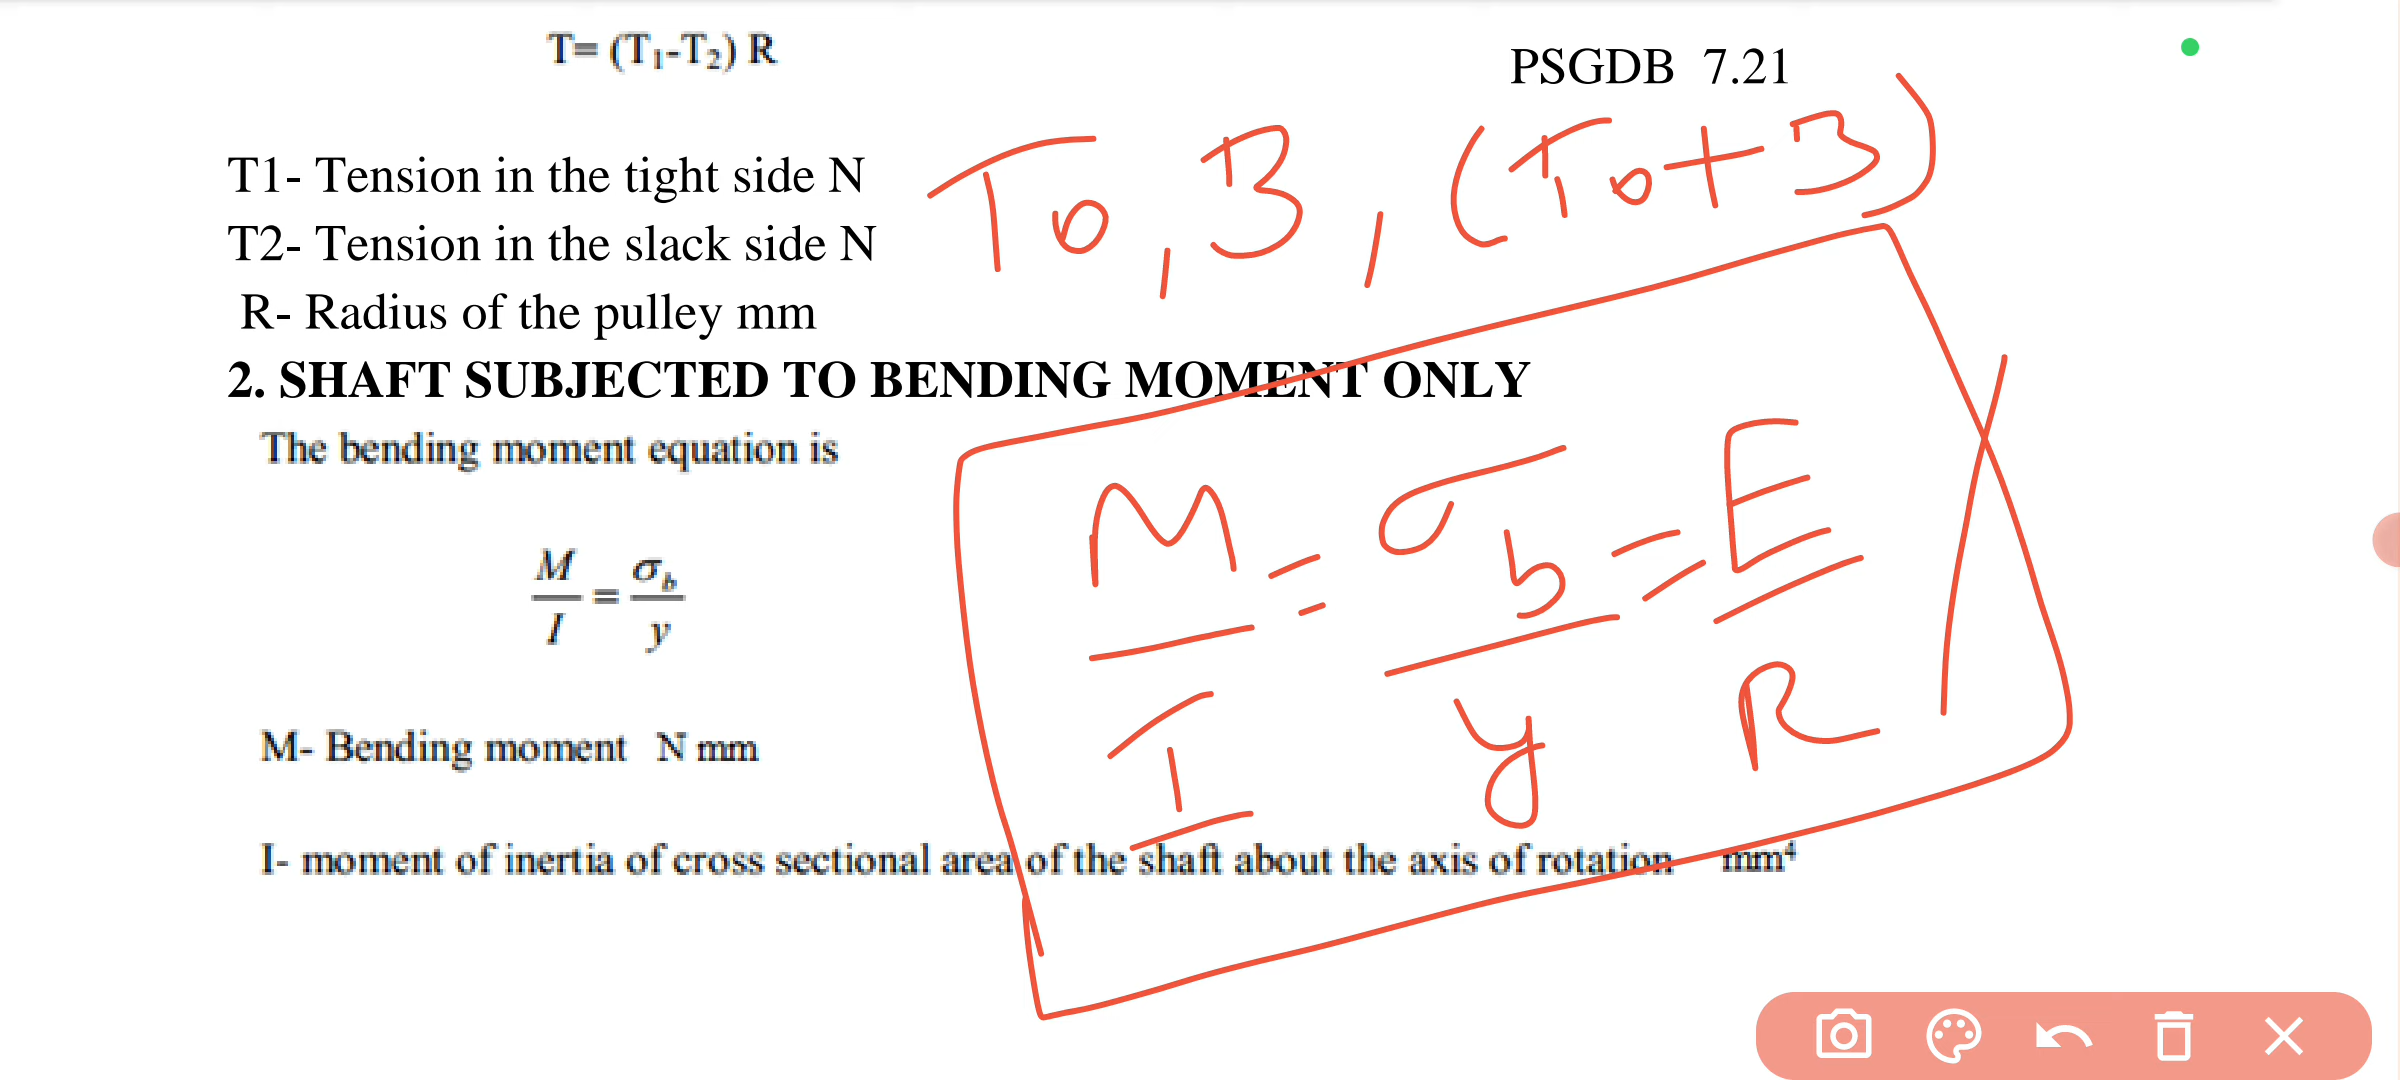 T= (T₁-T₂) R
PSGDB 7.21
T1- Tension in the tight side N
T2- Tension in the slack side N
R- Radius of the pulley mm
To, B, (To+B)
2. SHAFT SUBJECTED TO BENDING MOMENT ONLY
The bending moment equation is
M/I = σb/y
M/I = σb/y = E/R
M- Bending moment N mm
I- moment of inertia of cross sectional area of the shaft about the axis of rotation mm⁴